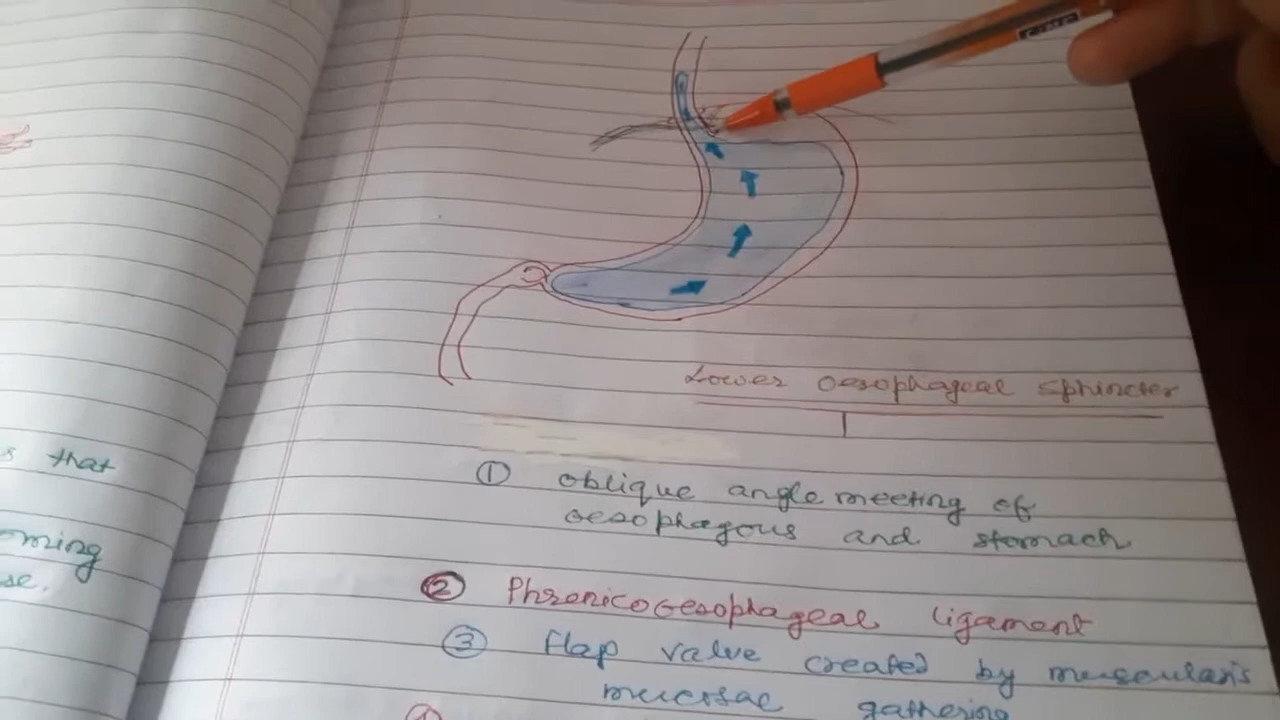 s that
oming
se.
Lower oesophageal sphincter
① oblique angle meeting of
oesophagous and stomach
② Phrenicooesophageal ligament
③ flap valve created by muscularis
mucosae gathering